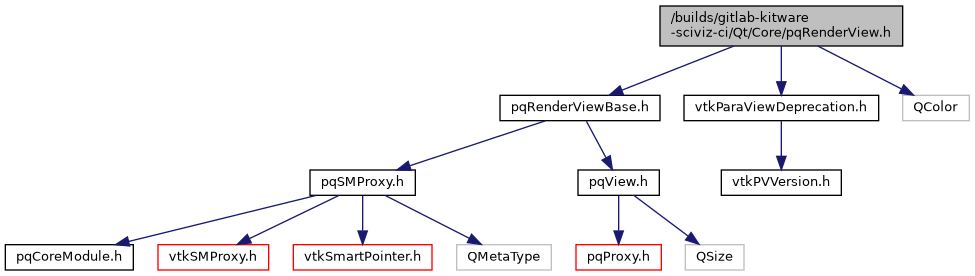 /builds/gitlab-kitware
-sciviz-ci/Qt/Core/pqRenderView.h
pqRenderViewBase.h
vtkParaViewDeprecation.h
QColor
pqSMProxy.h
pqView.h
vtkPVVersion.h
pqCoreModule.h
vtkSMProxy.h
vtkSmartPointer.h
QMetaType
pqProxy.h
QSize